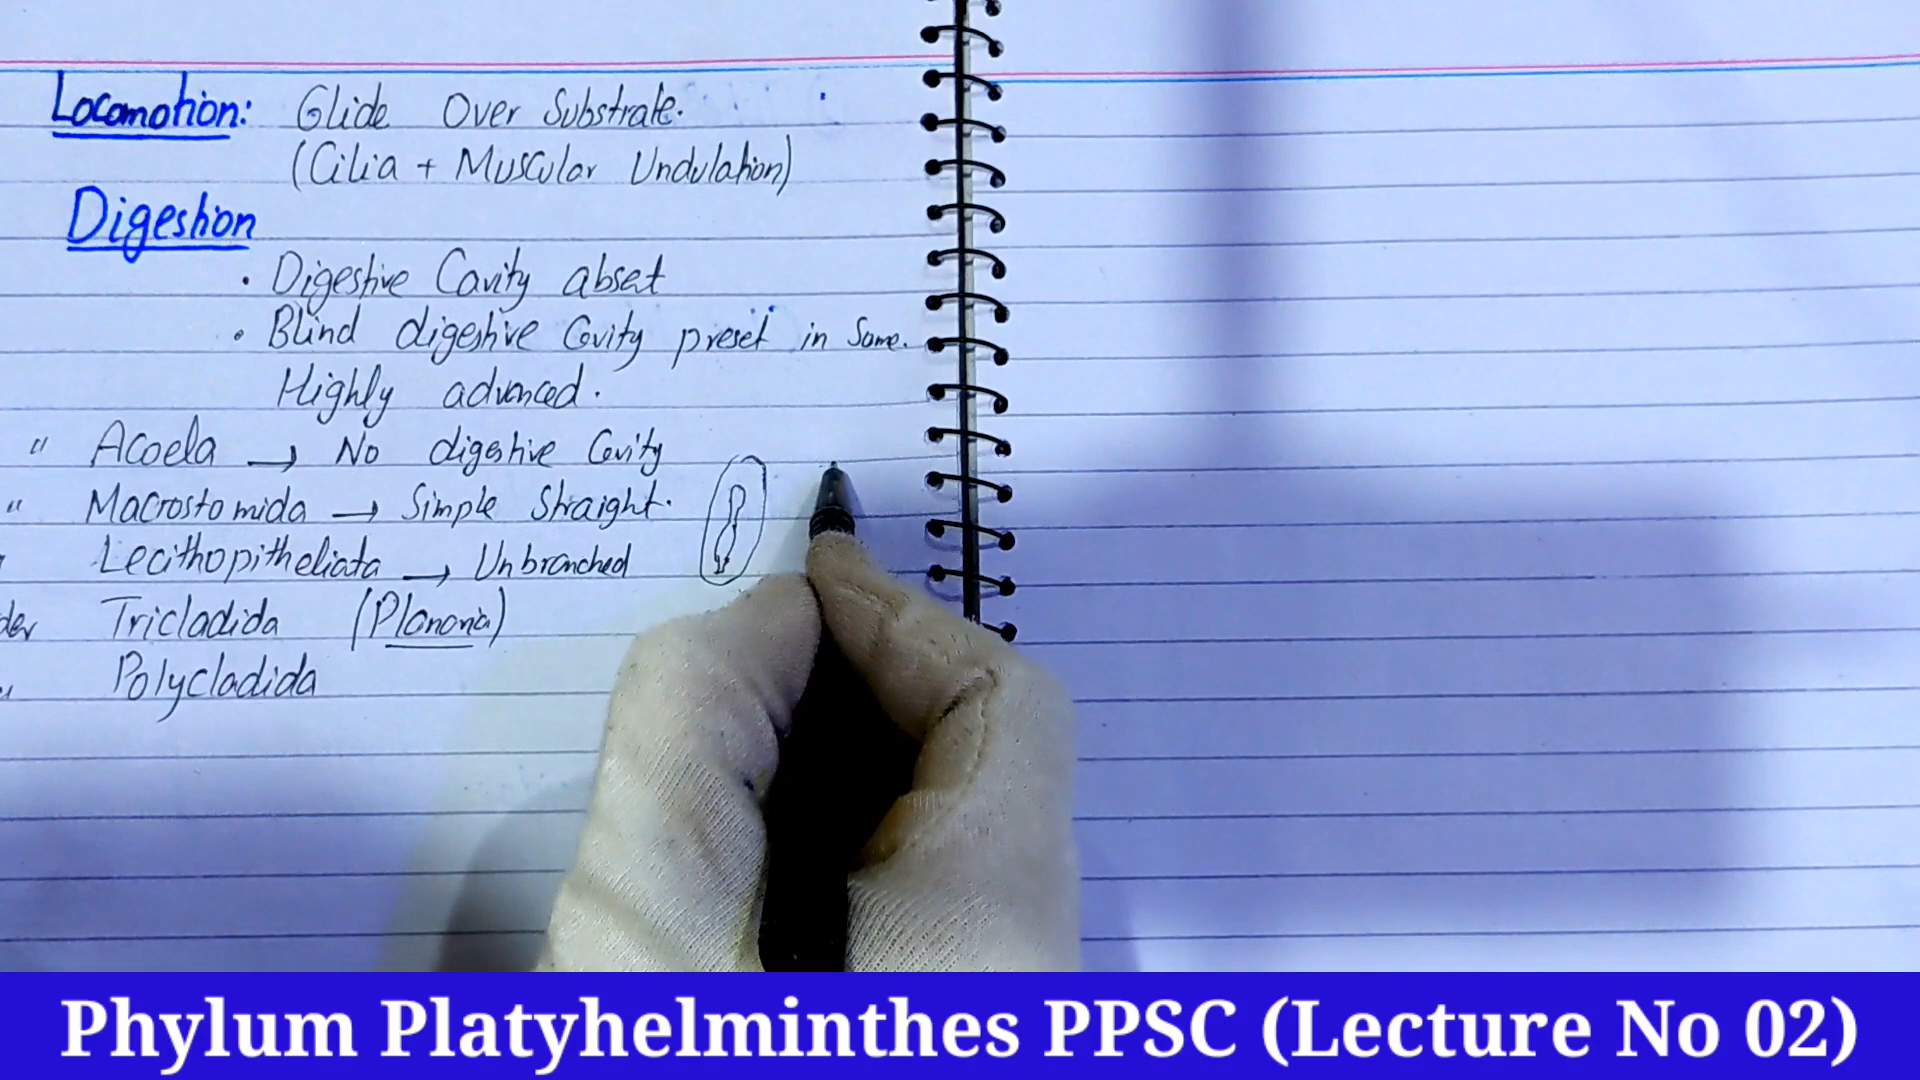 Locomotion: Glide Over Substrate.
(Cilia + Muscular Undulation)
Digestion
• Digestive Cavity abset
• Blind digestive Cavity preset in Some.
Highly advanced.
" Acoela → No digestive Cavity
" Macrostomida → Simple Straight.
Lecithopitheliata → Unbranched
der Tricladida (Planaria)
" Polycladida
Phylum Platyhelminthes PPSC (Lecture No 02)